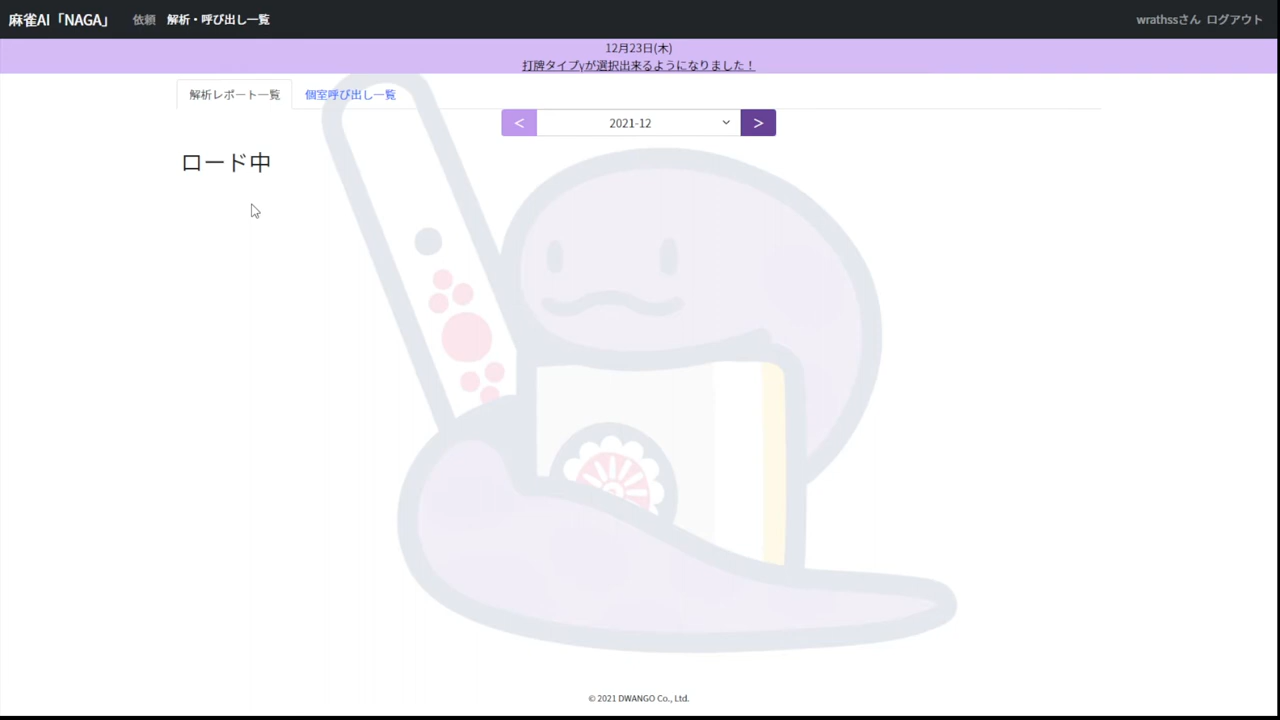 麻雀AI「NAGA」 依頼 解析・呼び出し一覧 wrathssさん ログアウト
12月23日(木)
打牌タイプγが選択出来るようになりました！
解析レポート一覧 個室呼び出し一覧
< 2021-12 >
ロード中
© 2021 DWANGO Co., Ltd.